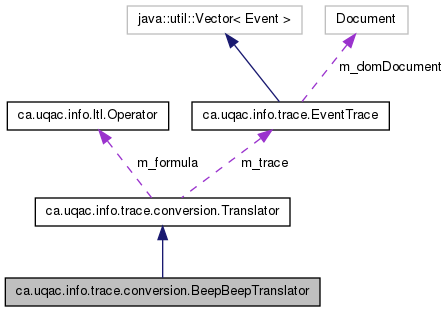 java::util::Vector< Event >
Document
m_domDocument
ca.uqac.info.ltl.Operator
ca.uqac.info.trace.EventTrace
m_formula
m_trace
ca.uqac.info.trace.conversion.Translator
ca.uqac.info.trace.conversion.BeepBeepTranslator